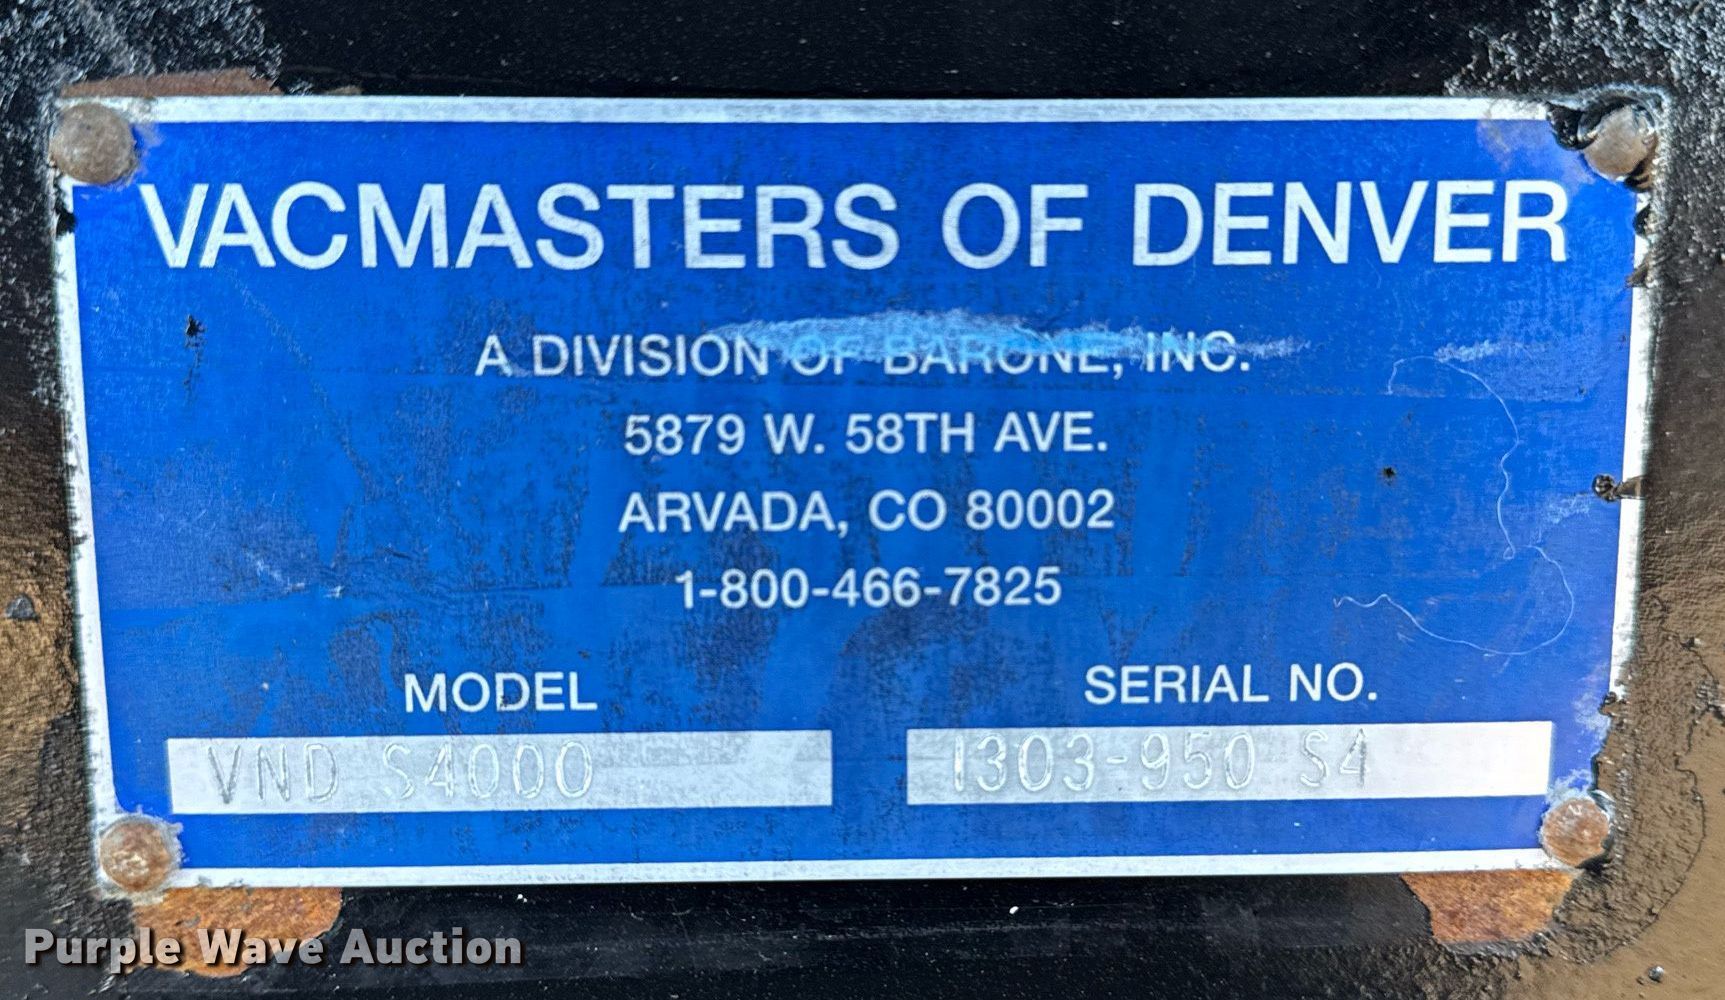 VACMASTERS OF DENVER
A DIVISION OF BARONE, INC.
5879 W. 58TH AVE.
ARVADA, CO 80002
1-800-466-7825
MODEL
SERIAL NO.
VND S4000
1303-950 S4
Purple Wave Auction